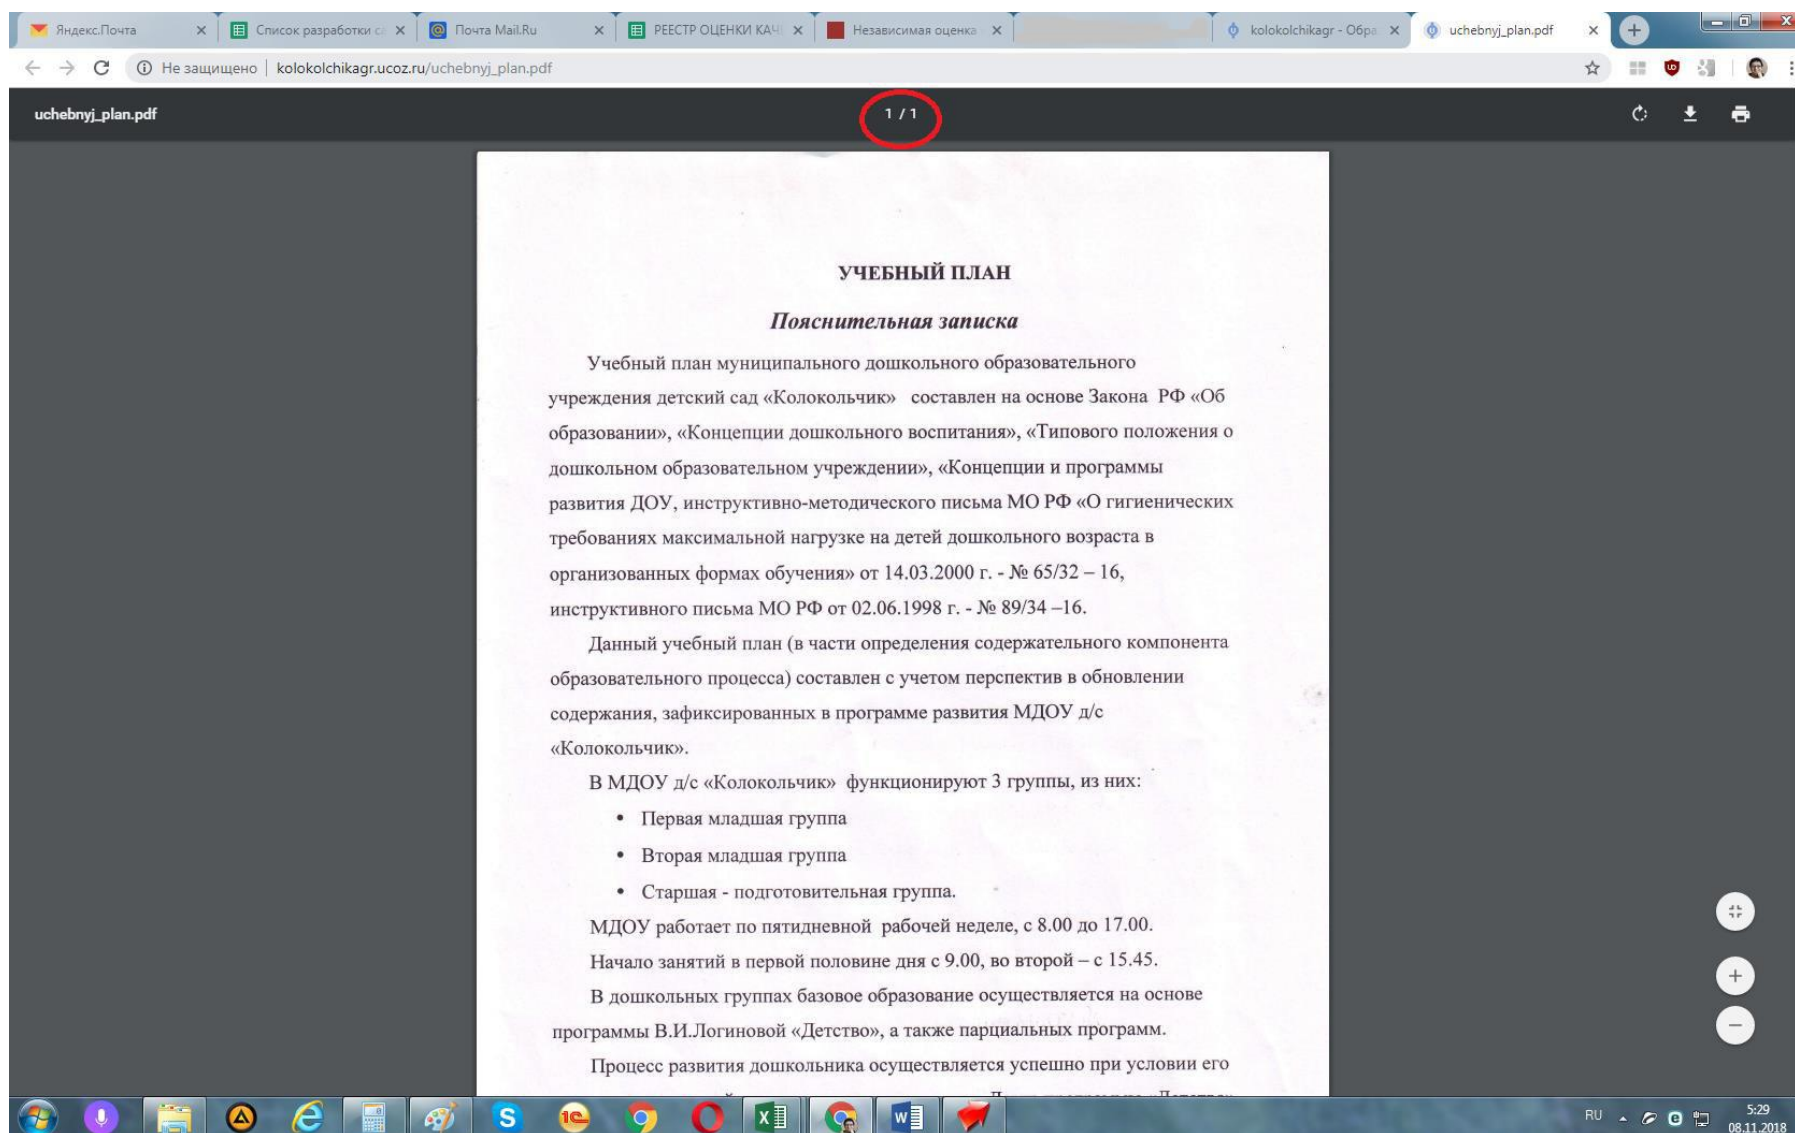 Яндекс.Почта
Список разработки са
Почта Mail.Ru
РЕЕСТР ОЦЕНКИ КАЧ
Независимая оценка
kolokolchikagr - Обра
uchebnyj_plan.pdf
Не защищено | kolokolchikagr.ucoz.ru/uchebnyj_plan.pdf
uchebnyj_plan.pdf
1 / 1
УЧЕБНЫЙ ПЛАН
Пояснительная записка
Учебный план муниципального дошкольного образовательного
учреждения детский сад «Колокольчик» составлен на основе Закона РФ «Об
образовании», «Концепции дошкольного воспитания», «Типового положения о
дошкольном образовательном учреждении», «Концепции и программы
развития ДОУ, инструктивно-методического письма МО РФ «О гигиенических
требованиях максимальной нагрузке на детей дошкольного возраста в
организованных формах обучения» от 14.03.2000 г. - № 65/32 – 16,
инструктивного письма МО РФ от 02.06.1998 г. - № 89/34 –16.
Данный учебный план (в части определения содержательного компонента
образовательного процесса) составлен с учетом перспектив в обновлении
содержания, зафиксированных в программе развития МДОУ д/с
«Колокольчик».
В МДОУ д/с «Колокольчик» функционируют 3 группы, из них:
• Первая младшая группа
• Вторая младшая группа
• Старшая - подготовительная группа.
МДОУ работает по пятидневной рабочей неделе, с 8.00 до 17.00.
Начало занятий в первой половине дня с 9.00, во второй – с 15.45.
В дошкольных группах базовое образование осуществляется на основе
программы В.И.Логиновой «Детство», а также парциальных программ.
Процесс развития дошкольника осуществляется успешно при условии его
RU
5:29
08.11.2018